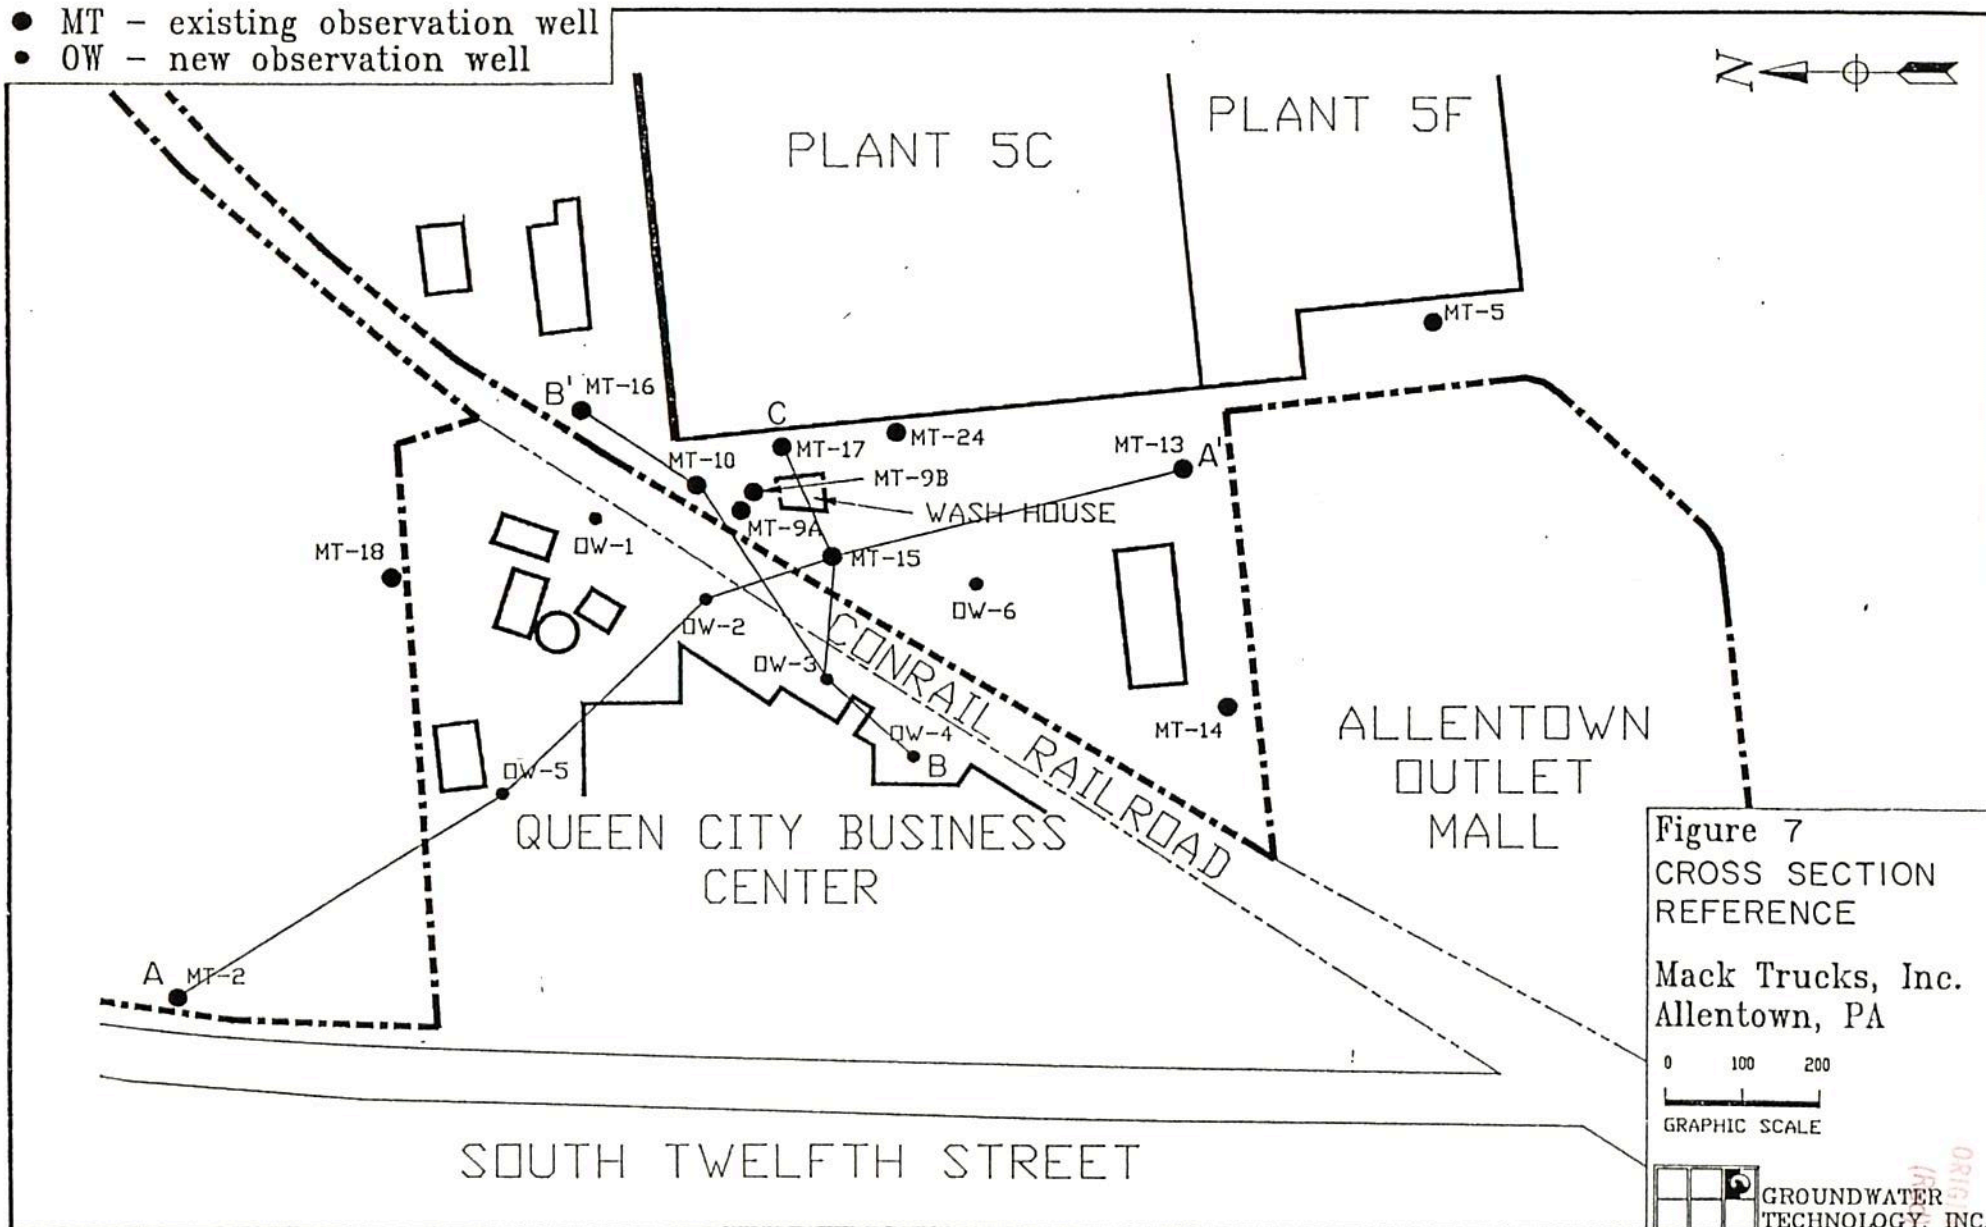 MT - existing observation well
OW - new observation well
N
PLANT 5C
PLANT 5F
MT-5
B' MT-16
C
MT-17
MT-24
MT-10
MT-13
A'
MT-9B
WASH HOUSE
MT-9A
OW-1
MT-18
MT-15
OW-6
OW-2
OW-3
CONRAIL RAILROAD
OW-4
B
MT-14
OW-5
ALLENTOWN
OUTLET
MALL
QUEEN CITY BUSINESS
CENTER
A MT-2
SOUTH TWELFTH STREET
Figure 7
CROSS SECTION
REFERENCE
Mack Trucks, Inc.
Allentown, PA
0 100 200
GRAPHIC SCALE
GROUNDWATER
TECHNOLOGY, INC